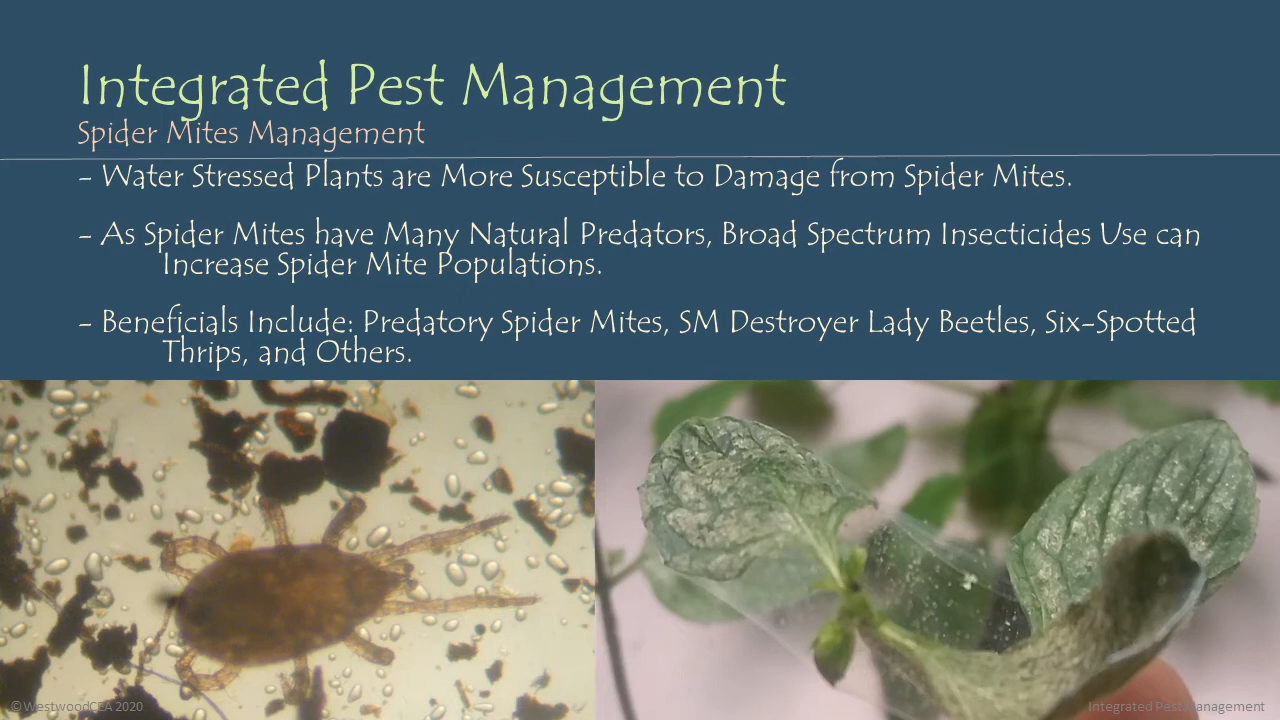 Integrated Pest Management
Spider Mites Management
- Water Stressed Plants are More Susceptible to Damage from Spider Mites.
- As Spider Mites have Many Natural Predators, Broad Spectrum Insecticides Use can
Increase Spider Mite Populations.
- Beneficials Include: Predatory Spider Mites, SM Destroyer Lady Beetles, Six-Spotted
Thrips, and Others.
©WestwoodCEA 2020
Integrated Pest Management